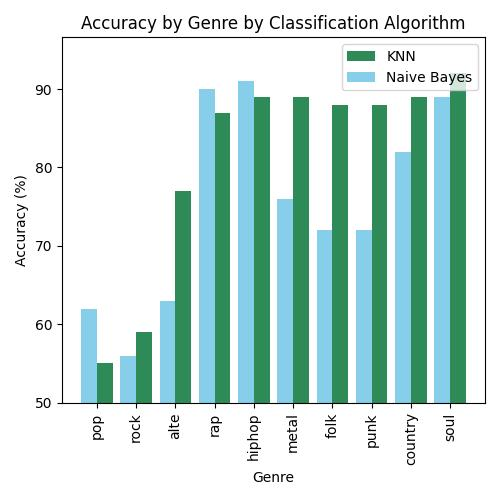 Accuracy by Genre by Classification Algorithm
KNN
Naive Bayes
Accuracy (%)
90
80
70
60
50
pop
rock
alte
rap
hiphop
metal
folk
punk
country
soul
Genre